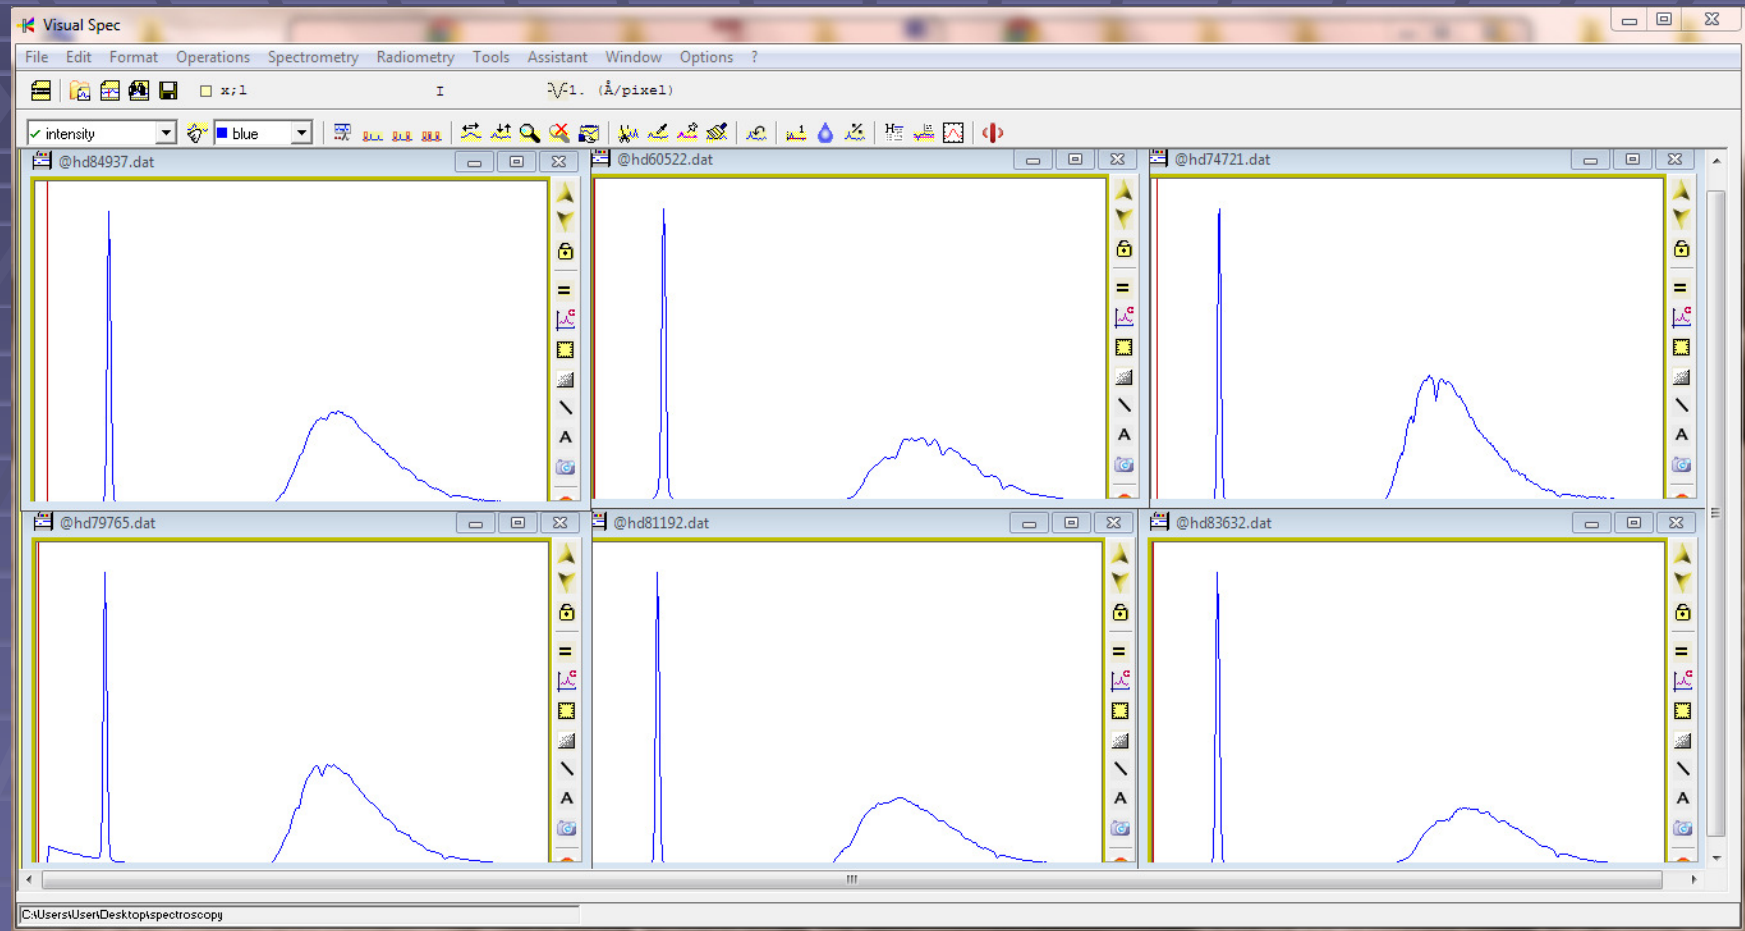 Visual Spec
File Edit Format Operations Spectrometry Radiometry Tools Assistant Window Options ?
x;l I 1. (Å/pixel)
intensity blue
@hd84937.dat @hd60522.dat @hd74721.dat
A A A
@hd79765.dat @hd81192.dat @hd83632.dat
A A A
C:\Users\User\Desktop\spectroscopy